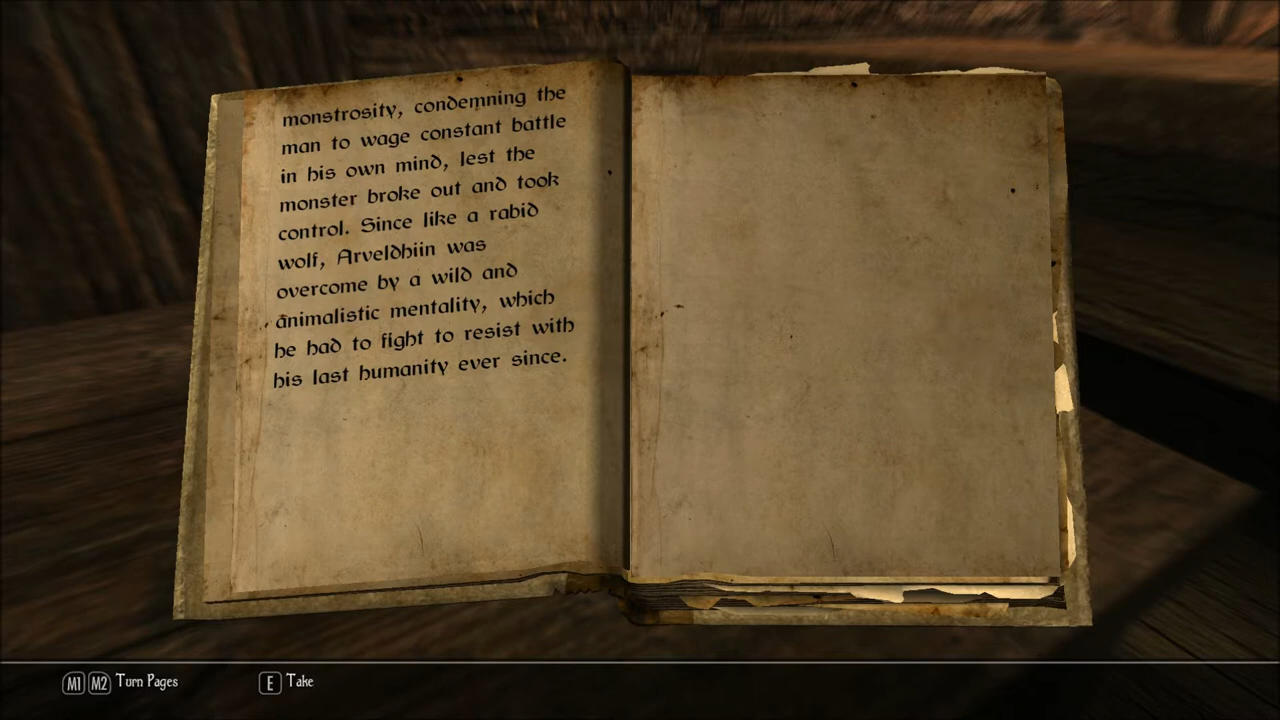 monstrosity, condemning the
man to wage constant battle
in his own mind, lest the
monster broke out and took
control. Since like a rabid
wolf, Arveldhiin was
overcome by a wild and
animalistic mentality, which
he had to fight to resist with
his last humanity ever since.
M1 M2 Turn Pages
E Take